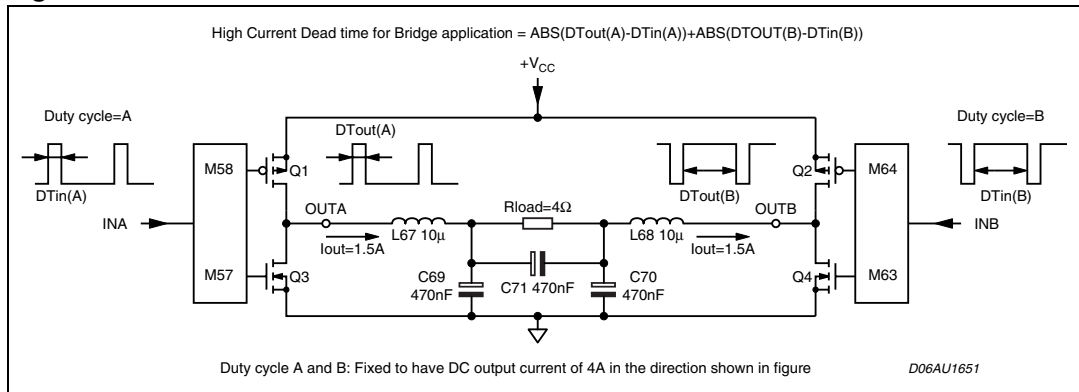 High Current Dead time for Bridge application = ABS(DTout(A)-DTin(A))+ABS(DTOUT(B)-DTin(B))
+VCC
Duty cycle=A
DTin(A)
INA
M58
M57
Q1
Q3
DTout(A)
OUTA
Iout=1.5A
L67 10µ
Rload=4Ω
C69
470nF
C71 470nF
C70
470nF
DTout(B)
L68 10µ
Iout=1.5A
OUTB
Q2
Q4
M64
M63
Duty cycle=B
DTin(B)
INB
Duty cycle A and B: Fixed to have DC output current of 4A in the direction shown in figure
D06AU1651